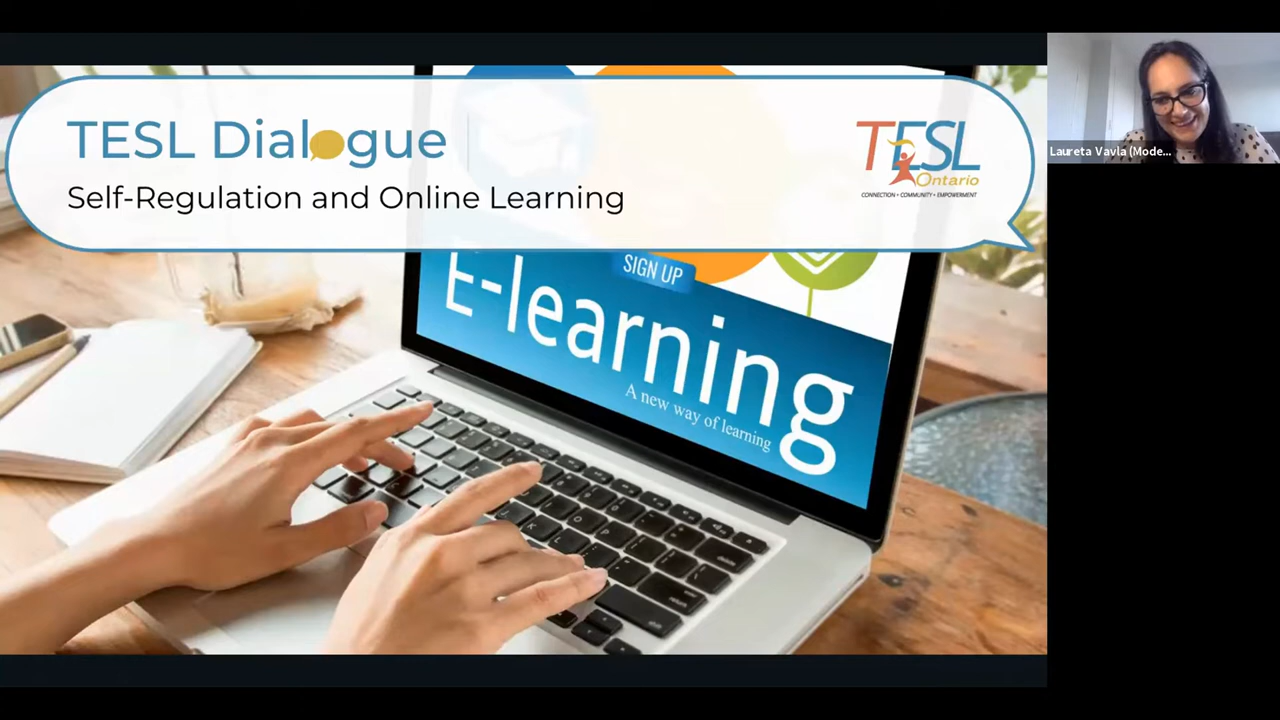 TESL Dialogue
Self-Regulation and Online Learning
TESL
Ontario
CONNECTION • COMMUNITY • EMPOWERMENT
Laureta Vavla (Mode...
SIGN UP
E-learning
A new way of learning